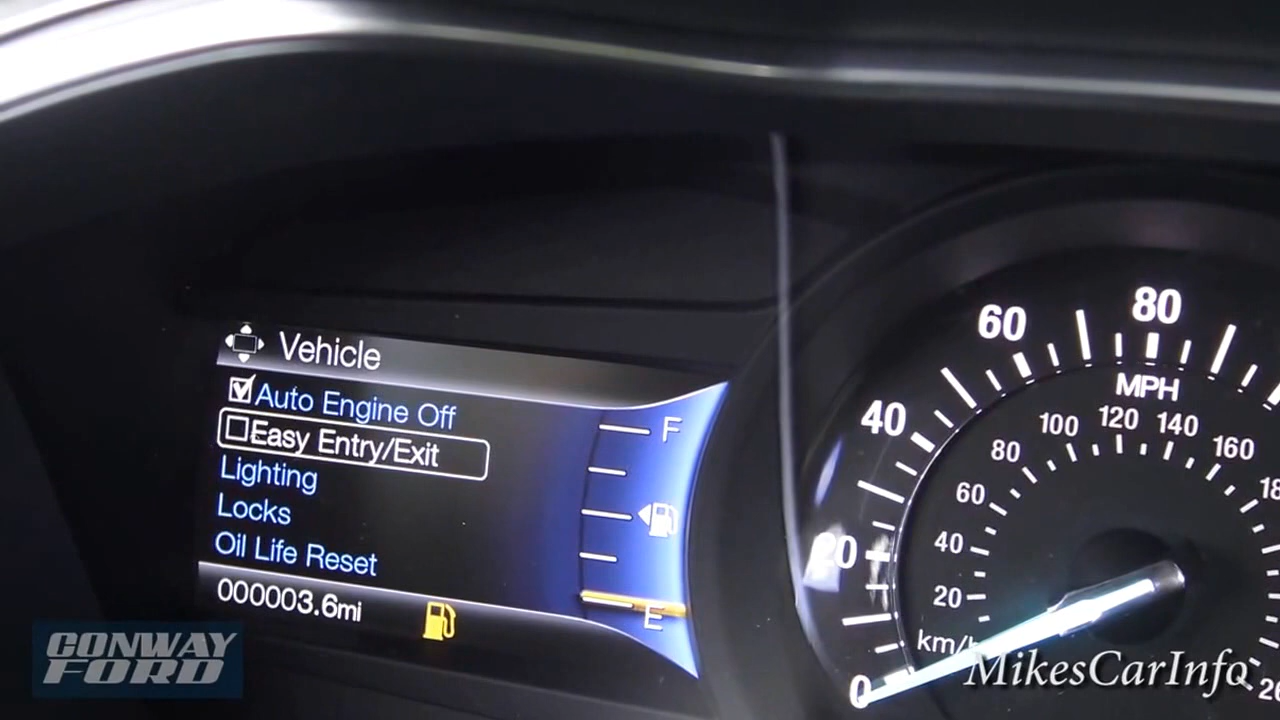 Vehicle
Auto Engine Off
Easy Entry/Exit
Lighting
Locks
Oil Life Reset
000003.6mi
F
E
0
20
40
60
80
MPH
20
40
60
80
100
120
140
160
km/h
CONWAY
FORD
MikesCarInfo